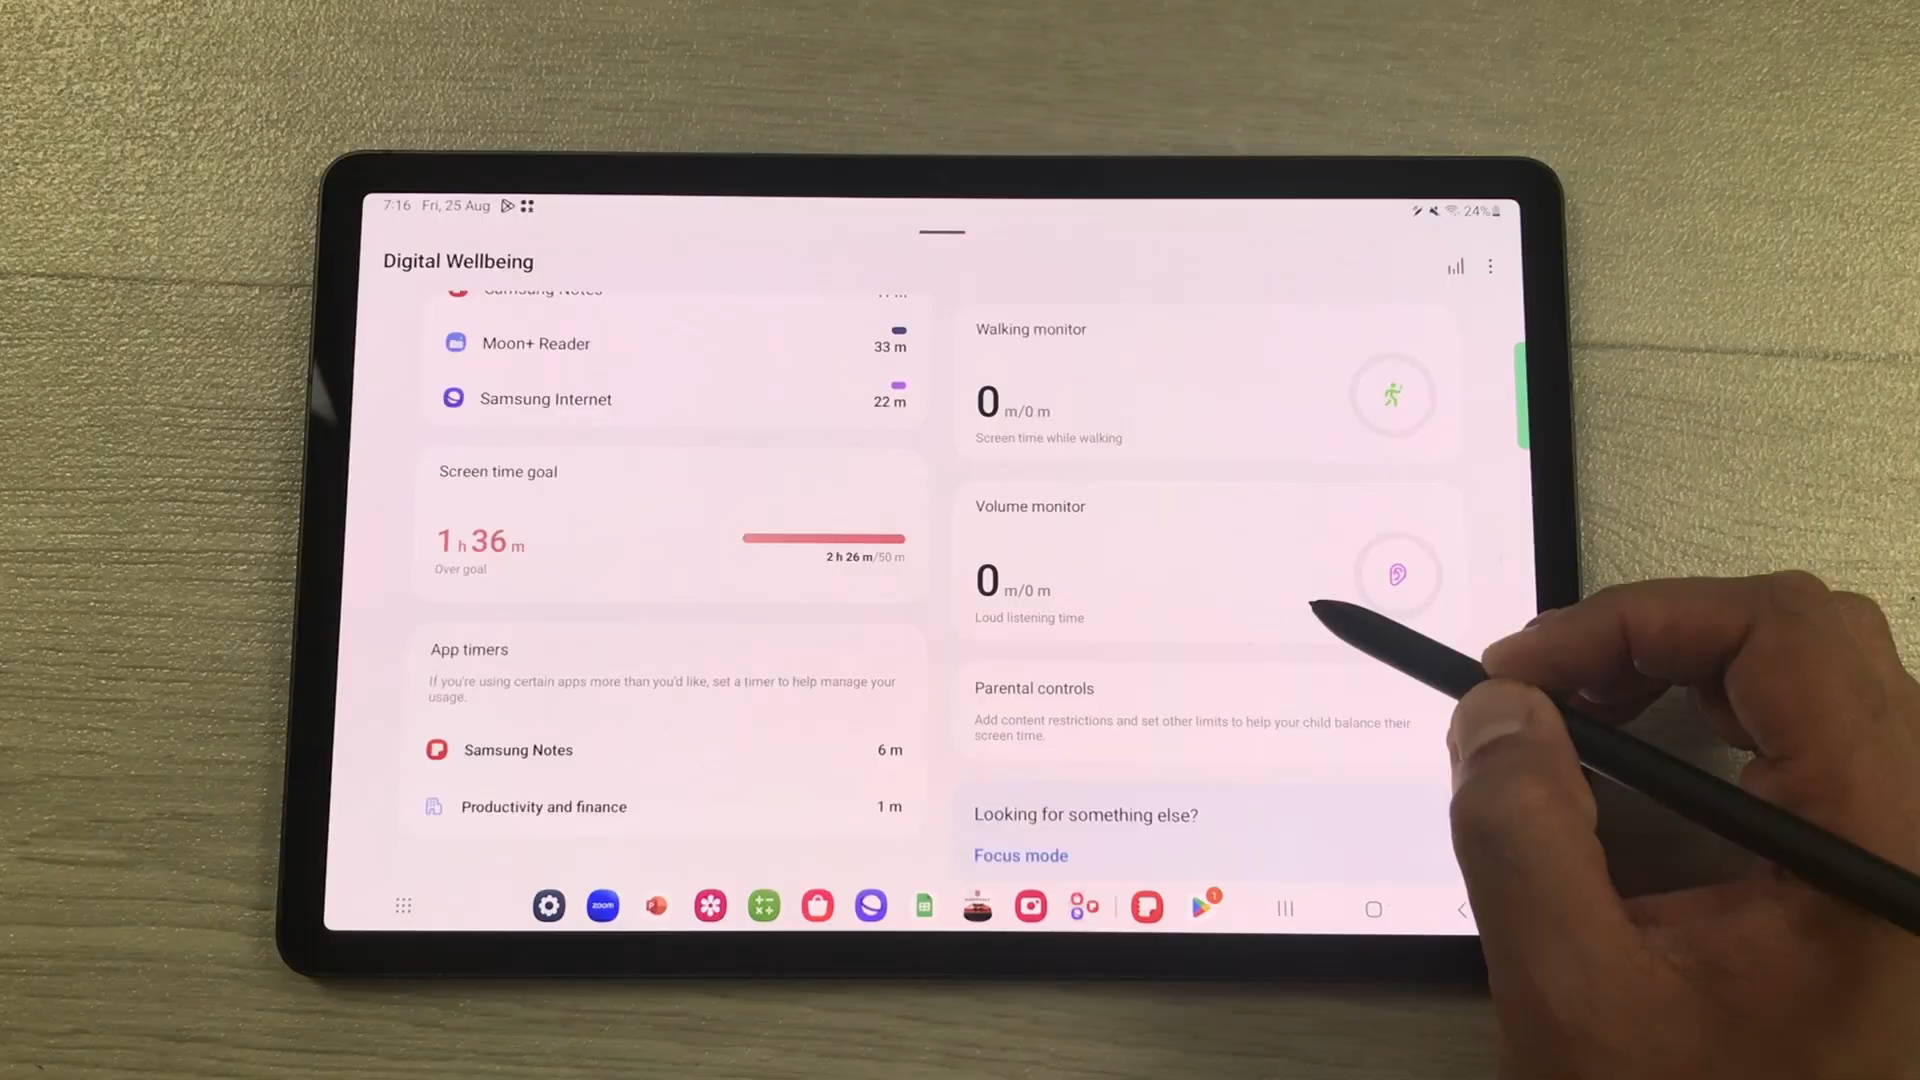 7:16 Fri, 25 Aug
24%
Digital Wellbeing
Samsung Notes
Moon+ Reader
33 m
Samsung Internet
22 m
Screen time goal
1 h 36 m
Over goal
2 h 26 m/50 m
App timers
If you're using certain apps more than you'd like, set a timer to help manage your
usage.
Samsung Notes
6 m
Productivity and finance
1 m
Walking monitor
0 m/0 m
Screen time while walking
Volume monitor
0 m/0 m
Loud listening time
Parental controls
Add content restrictions and set other limits to help your child balance their
screen time.
Looking for something else?
Focus mode
zoom
P
1